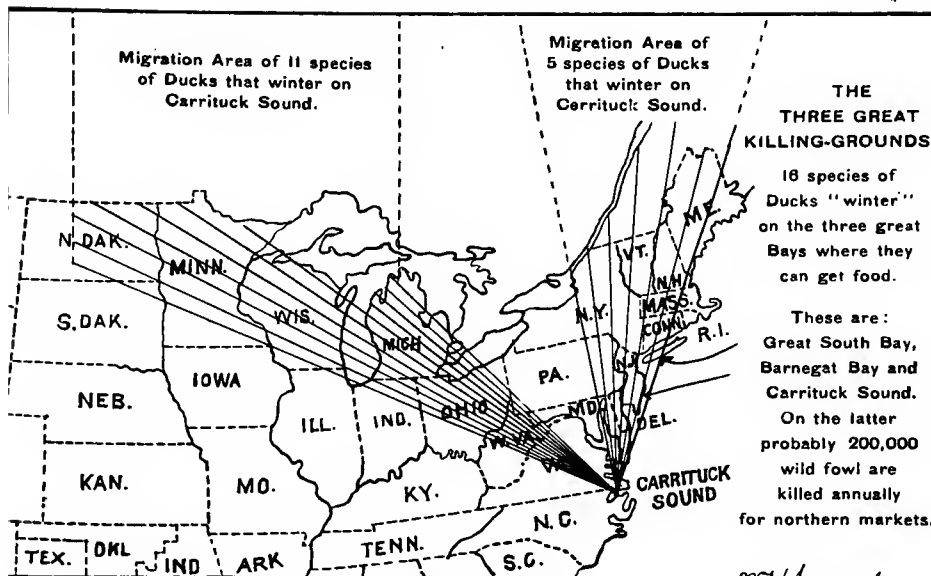 Migration Area of 11 species
of Ducks that winter on
Carrituck Sound.
Migration Area of
5 species of Ducks
that winter on
Cerrituck Sound.
THE
THREE GREAT
KILLING-GROUNDS
16 species of
Ducks "winter"
on the three great
Bays where they
can get food.
These are:
Great South Bay,
Barnegat Bay and
Carrituck Sound.
On the latter
probably 200,000
wild fowl are
killed annually
for northern markets.
N. DAK.
MINN.
S. DAK.
WIS.
MICH
IOWA
NEB.
ILL.
IND.
OHIO
PA.
N.Y.
VT.
ME.
N.H.
MASS.
CONN.
R.I.
N.J.
MD.
DEL.
W. VA.
KAN.
MO.
KY.
CARRITUCK
SOUND
N.C.
TENN.
S.C.
TEX.
OKL
IND
ARK